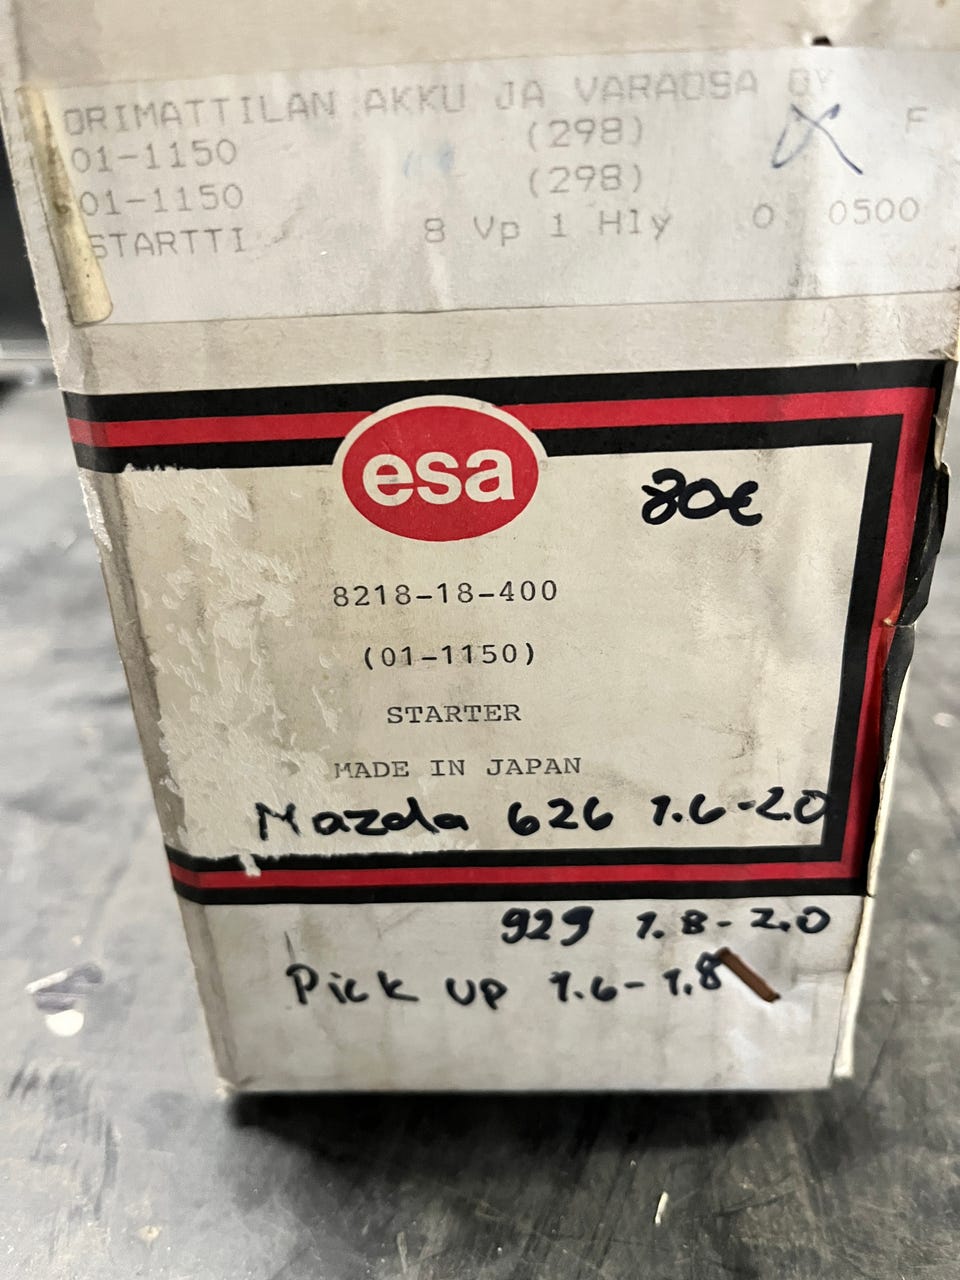 ORIMATTILAN AKKU JA VARAOSA OY
01-1150 (298) F
01-1150 (298)
STARTTI 8 Vp 1 Hly 0 0500
esa
80€
8218-18-400
(01-1150)
STARTER
MADE IN JAPAN
Mazda 626 1.6-2.0
929 1.8-2.0
Pick up 1.6-1.8